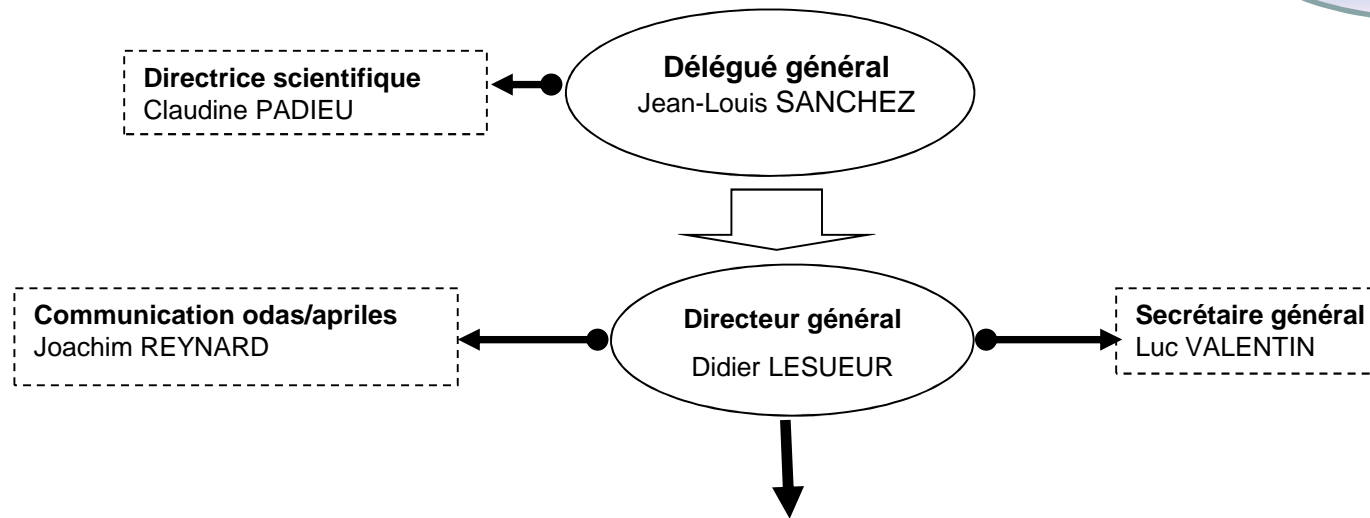 Délégué général
Jean-Louis SANCHEZ
Directrice scientifique
Claudine PADIEU
Directeur général
Didier LESUEUR
Communication odas/apriles
Joachim REYNARD
Secrétaire général
Luc VALENTIN